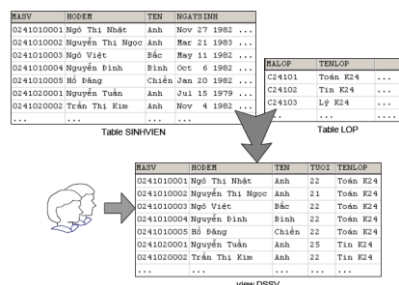 MASV HODEM TEN NGAYSINH
0241010001 Ngô Thị Nhật Anh Nov 27 1982 ...
0241010002 Nguyễn Thị Ngọc Anh Mar 21 1983 ...
0241010003 Ngô Việt Bắc May 11 1982 ...
0241010004 Nguyễn Đình Bình Oct 6 1982 ...
0241010005 Hồ Đăng Chiến Jan 20 1982 ...
0241020001 Nguyễn Tuấn Anh Jul 15 1979 ...
0241020002 Trần Thị Kim Anh Nov 4 1982 ...
... ... ... ...
Table SINHVIEN
MALOP TENLOP
C24101 Toán K24 ...
C24102 Tin K24 ...
C24103 Lý K24 ...
... ... ....
Table LOP
MASV HODEM TEN TUOI TENLOP
0241010001 Ngô Thị Nhật Anh 22 Toán K24
0241010002 Nguyễn Thị Ngọc Anh 21 Toán K24
0241010003 Ngô Việt Bắc 22 Toán K24
0241010004 Nguyễn Đình Bình 22 Toán K24
0241010005 Hồ Đăng Chiến 22 Toán K24
0241020001 Nguyễn Tuấn Anh 25 Tin K24
0241020002 Trần Thị Kim Anh 22 Tin K24
... ... ... ... ...
view DSSV